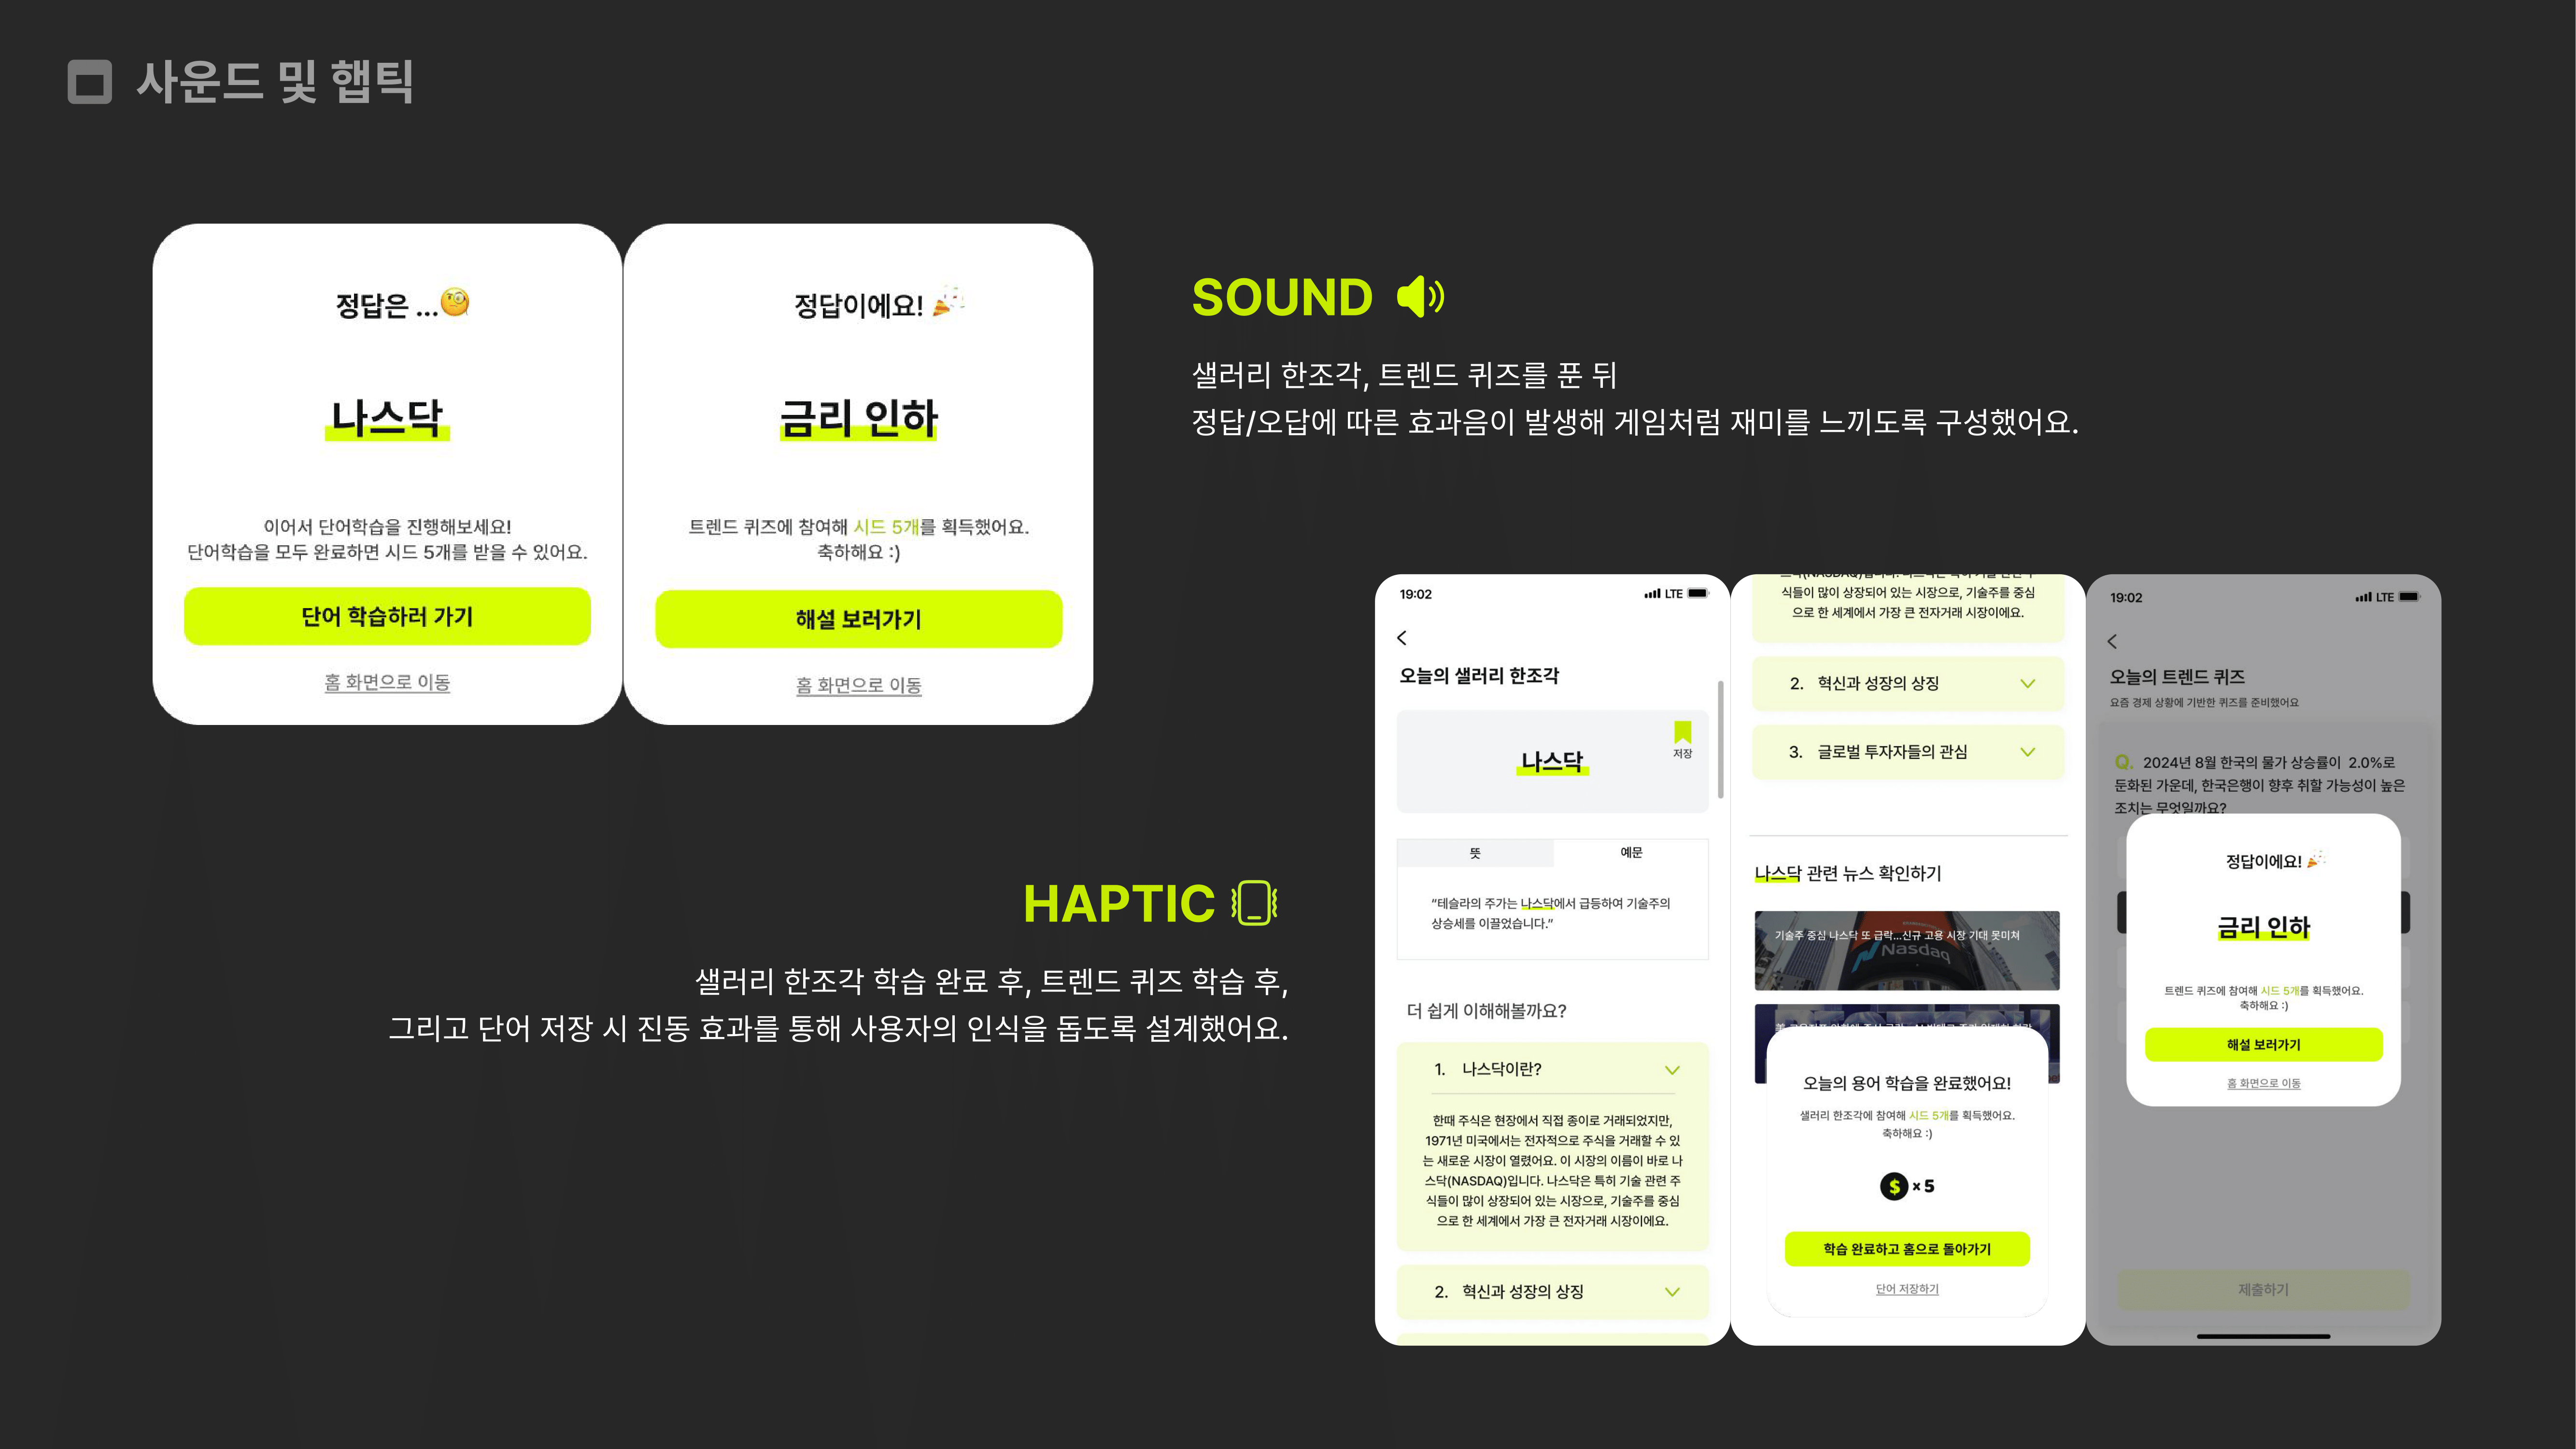 사운드 및 햅틱
정답은 ...
나스닥
이어서 단어학습을 진행해보세요!
단어학습을 모두 완료하면 시드 5개를 받을 수 있어요.
단어 학습하러 가기
홈 화면으로 이동
정답이에요!
금리 인하
트렌드 퀴즈에 참여해 시드 5개를 획득했어요.
축하해요 :)
해설 보러가기
홈 화면으로 이동
SOUND
샐러리 한조각, 트렌드 퀴즈를 푼 뒤
정답/오답에 따른 효과음이 발생해 게임처럼 재미를 느끼도록 구성했어요.
HAPTIC
샐러리 한조각 학습 완료 후, 트렌드 퀴즈 학습 후,
그리고 단어 저장 시 진동 효과를 통해 사용자의 인식을 돕도록 설계했어요.
19:02
LTE
오늘의 샐러리 한조각
나스닥
저장
뜻
예문
“테슬라의 주가는 나스닥에서 급등하여 기술주의
상승세를 이끌었습니다.”
더 쉽게 이해해볼까요?
1. 나스닥이란?
한때 주식은 현장에서 직접 종이로 거래되었지만,
1971년 미국에서는 전자적으로 주식을 거래할 수 있
는 새로운 시장이 열렸어요. 이 시장의 이름이 바로 나
스닥(NASDAQ)입니다. 나스닥은 특히 기술 관련 주
식들이 많이 상장되어 있는 시장으로, 기술주를 중심
으로 한 세계에서 가장 큰 전자거래 시장이에요.
2. 혁신과 성장의 상징
식들이 많이 상장되어 있는 시장으로, 기술주를 중심
으로 한 세계에서 가장 큰 전자거래 시장이에요.
2. 혁신과 성장의 상징
3. 글로벌 투자자들의 관심
나스닥 관련 뉴스 확인하기
기술주 중심 나스닥 또 급락...신규 고용 시장 기대 못미쳐
Nasdaq
오늘의 용어 학습을 완료했어요!
샐러리 한조각에 참여해 시드 5개를 획득했어요.
축하해요 :)
$ × 5
학습 완료하고 홈으로 돌아가기
단어 저장하기
19:02
LTE
오늘의 트렌드 퀴즈
요즘 경제 상황에 기반한 퀴즈를 준비했어요
Q. 2024년 8월 한국의 물가 상승률이 2.0%로
둔화된 가운데, 한국은행이 향후 취할 가능성이 높은
조치는 무엇일까요?
정답이에요!
금리 인하
트렌드 퀴즈에 참여해 시드 5개를 획득했어요.
축하해요 :)
해설 보러가기
홈 화면으로 이동
제출하기